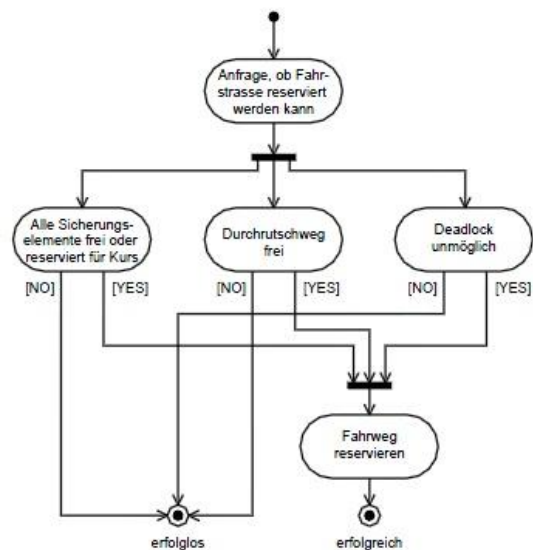 Anfrage, ob Fahr-
strasse reserviert
werden kann
Alle Sicherungs-
elemente frei oder
reserviert für Kurs
Durchrutschweg
frei
Deadlock
unmöglich
[NO]
[YES]
[NO]
[YES]
[NO]
[YES]
Fahrweg
reservieren
erfolglos
erfolgreich